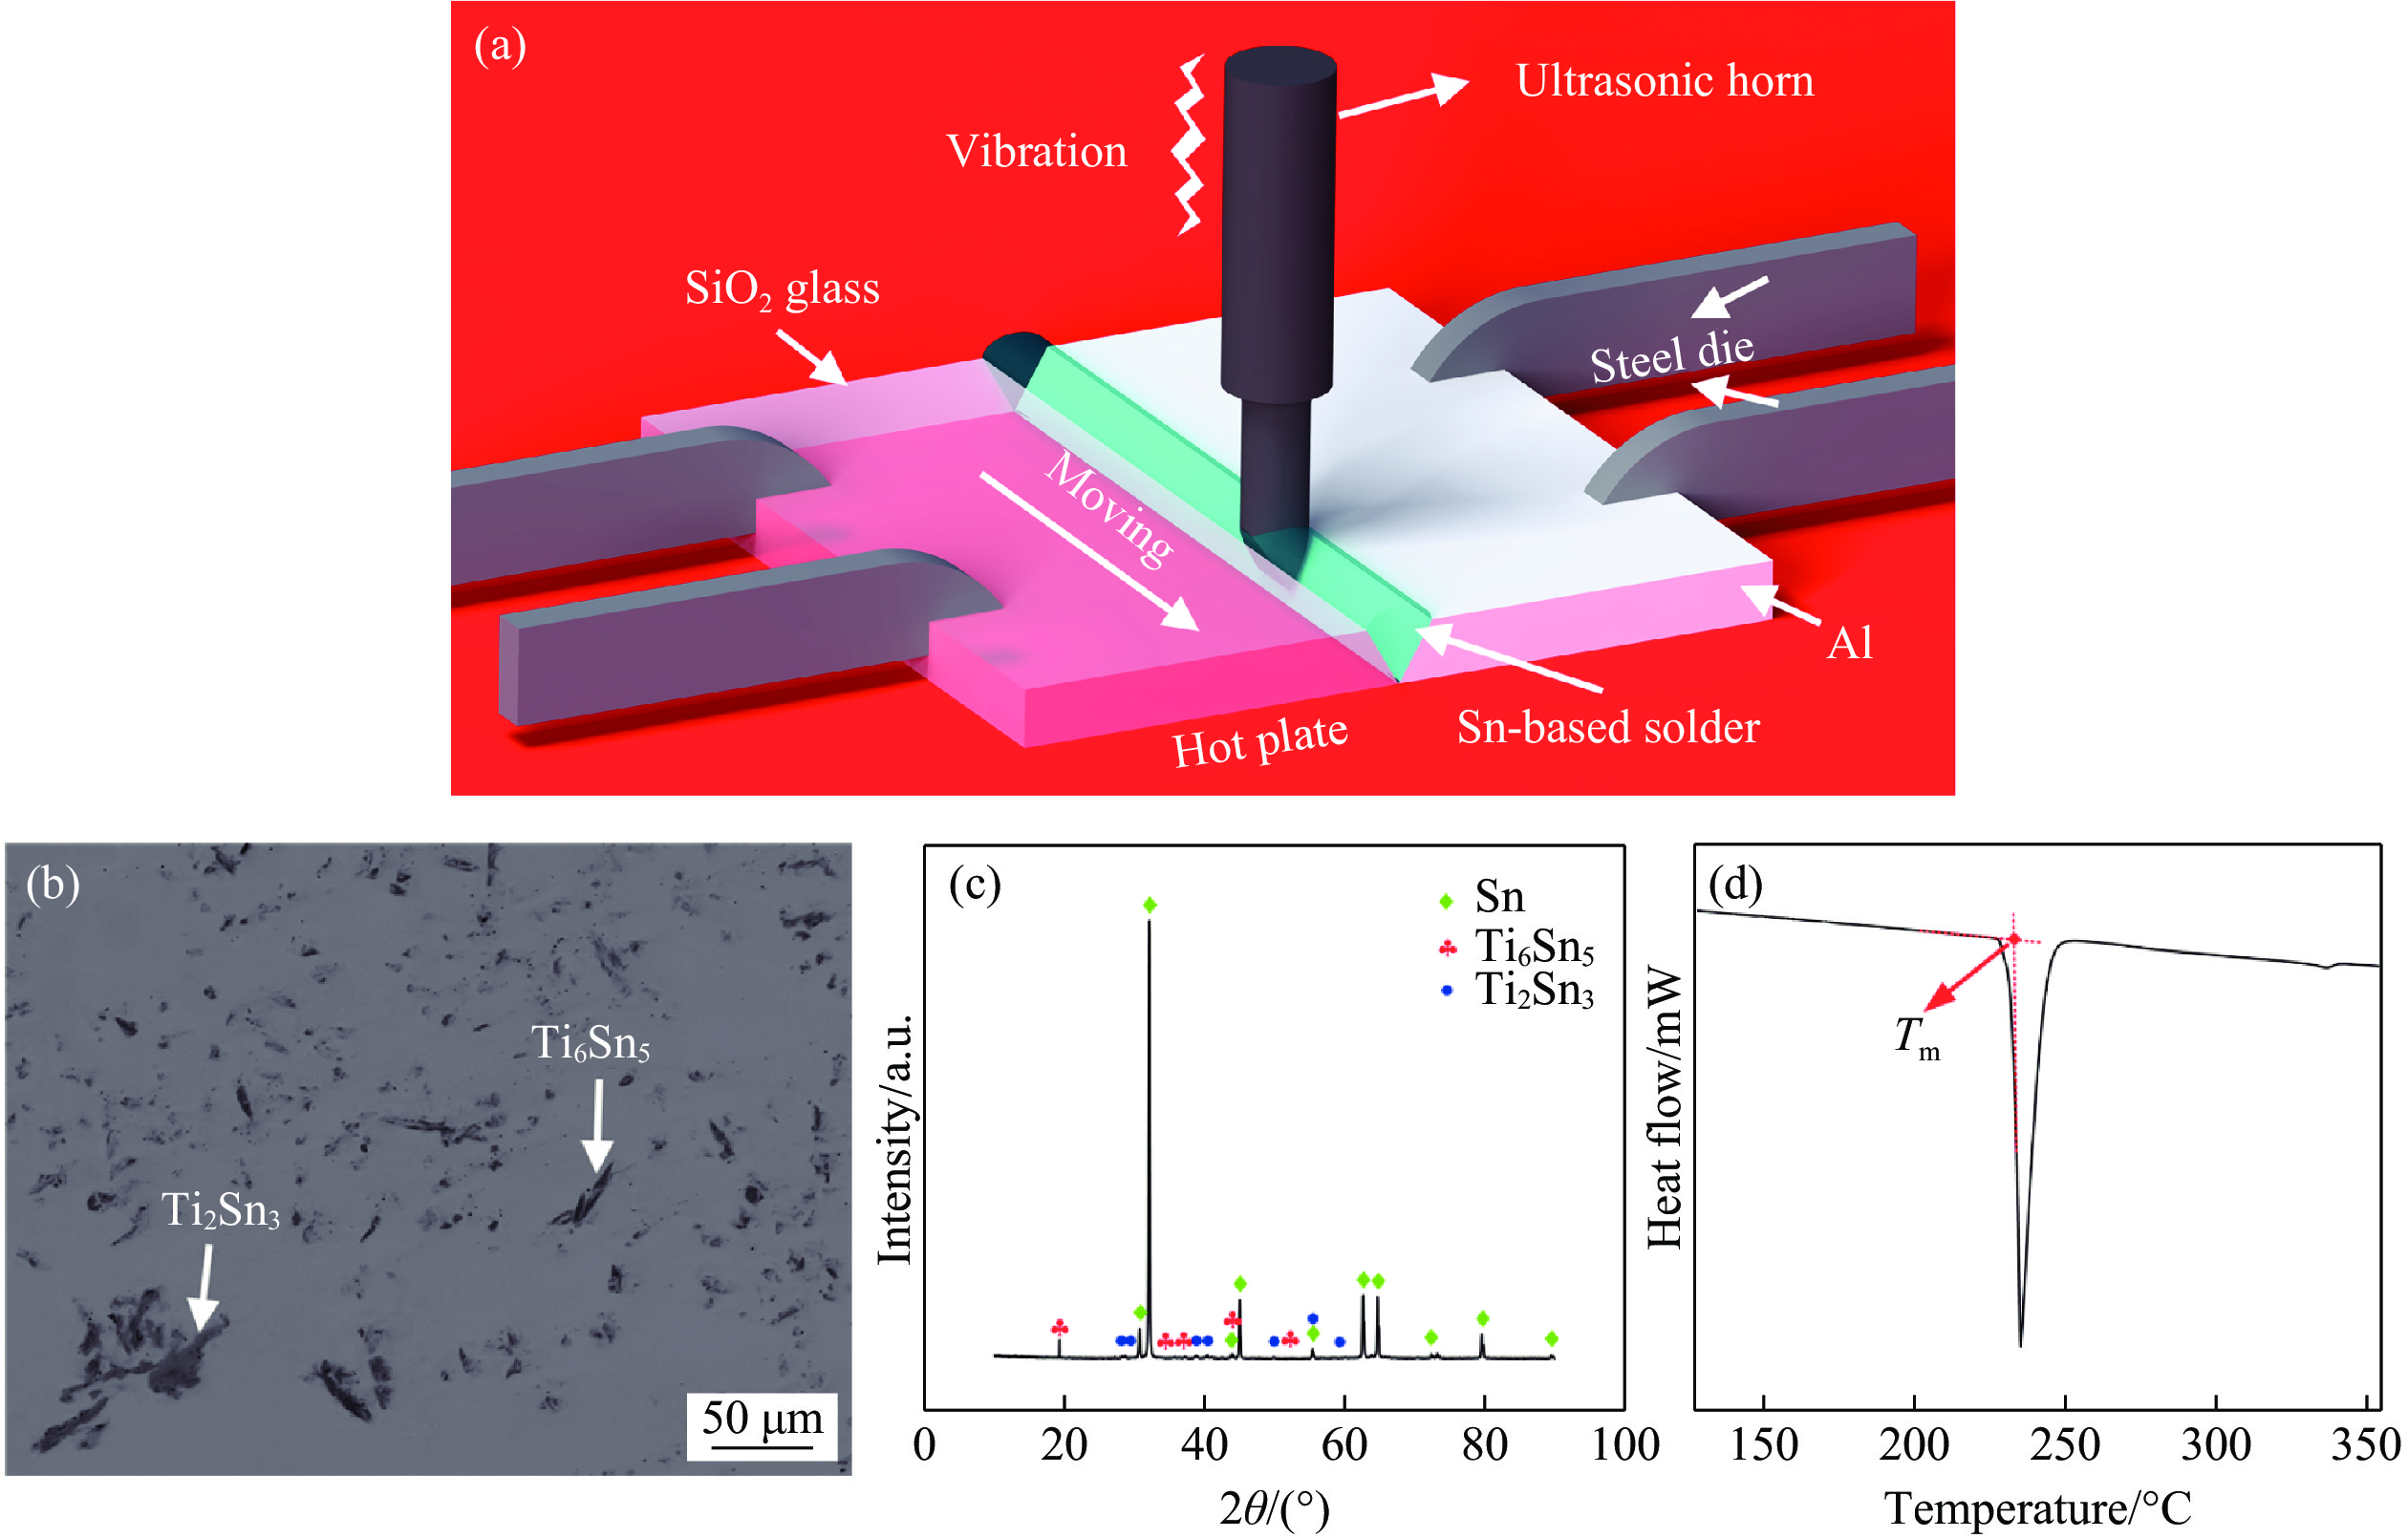 (a)
Ultrasonic horn
Vibration
SiO₂ glass
Steel die
Moving
Al
Sn-based solder
Hot plate
(b)
Ti₆Sn₅
Ti₂Sn₃
50 μm
(c)
Sn
Ti₆Sn₅
Ti₂Sn₃
Intensity/a.u.
0 20 40 60 80 100
2θ/(°)
(d)
Tₘ
Heat flow/mW
150 200 250 300 350
Temperature/°C